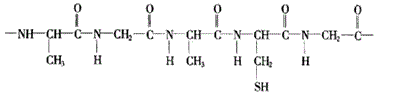 O O O O O
—NH—CH—C—N—CH₂—C—N—CH—C—N—CH—C—N—CH₂—C—
CH₃ H H CH₃ H CH₂ H
SH